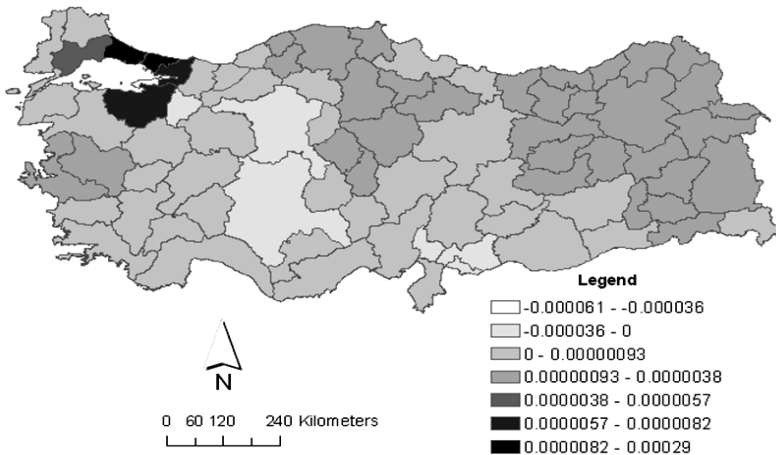 Legend
-0.000061 - -0.000036
-0.000036 - 0
0 - 0.00000093
0.00000093 - 0.0000038
0.0000038 - 0.0000057
0.0000057 - 0.0000082
0.0000082 - 0.00029
N
0 60 120 240 Kilometers